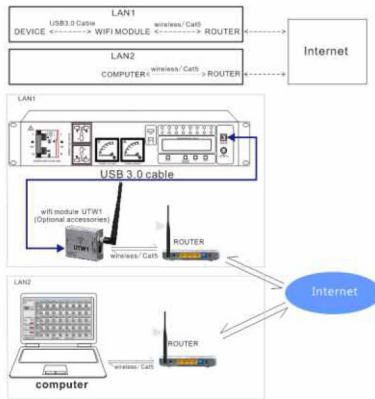 LAN1
USB3.0 Cable
wireless/Cat5
DEVICE WIFI MODULE ROUTER
Internet
LAN2
wireless/Cat5
COMPUTER ROUTER
LAN1
USB 3.0 cable
wifi module UTW1
(Optional accessories)
UTW1
ROUTER
wireless/Cat5
Internet
LAN2
ROUTER
wireless/Cat5
computer